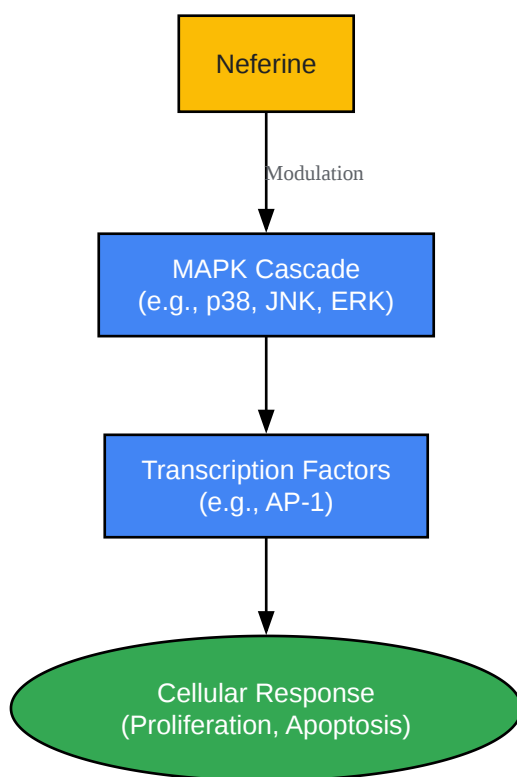 Neferine
Modulation
MAPK Cascade
(e.g., p38, JNK, ERK)
Transcription Factors
(e.g., AP-1)
Cellular Response
(Proliferation, Apoptosis)